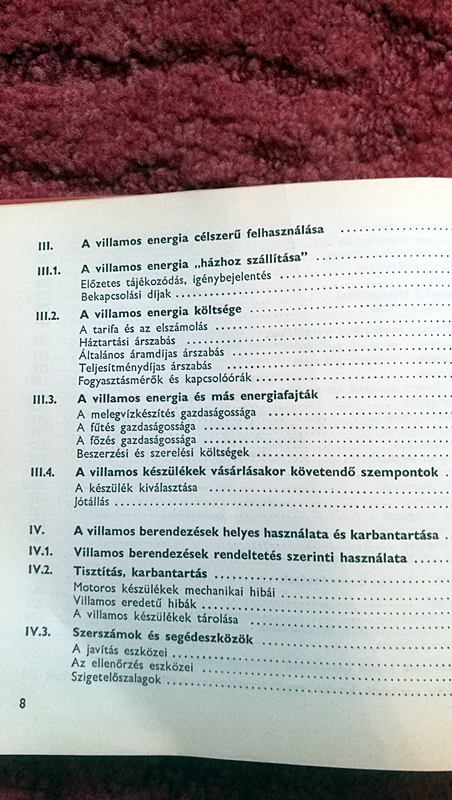 III. A villamos energia célszerű felhasználása ..................
III.1. A villamos energia „házhoz szállítása” ..................
Előzetes tájékozódás, igénybejelentés ..................
Bekapcsolási díjak ..................
III.2. A villamos energia költsége ..................
A tarifa és az elszámolás ..................
Háztartási árszabás ..................
Általános áramdíjas árszabás ..................
Teljesítménydíjas árszabás ..................
Fogyasztásmérők és kapcsolóórák ..................
III.3. A villamos energia és más energiafajták ..................
A melegvízkészítés gazdaságossága ..................
A fűtés gazdaságossága ..................
A főzés gazdaságossága ..................
Beszerzési és szerelési költségek ..................
III.4. A villamos készülékek vásárlásakor követendő szempontok .
A készülék kiválasztása ..................
Jótállás ..................
IV. A villamos berendezések helyes használata és karbantartása .
IV.1. Villamos berendezések rendeltetés szerinti használata ......
IV.2. Tisztítás, karbantartás ..................
Motoros készülékek mechanikai hibái ..................
Villamos eredetű hibák ..................
A villamos készülékek tárolása ..................
IV.3. Szerszámok és segédeszközök ..................
A javítás eszközei ..................
Az ellenőrzés eszközei ..................
Szigetelőszalagok ..................
8